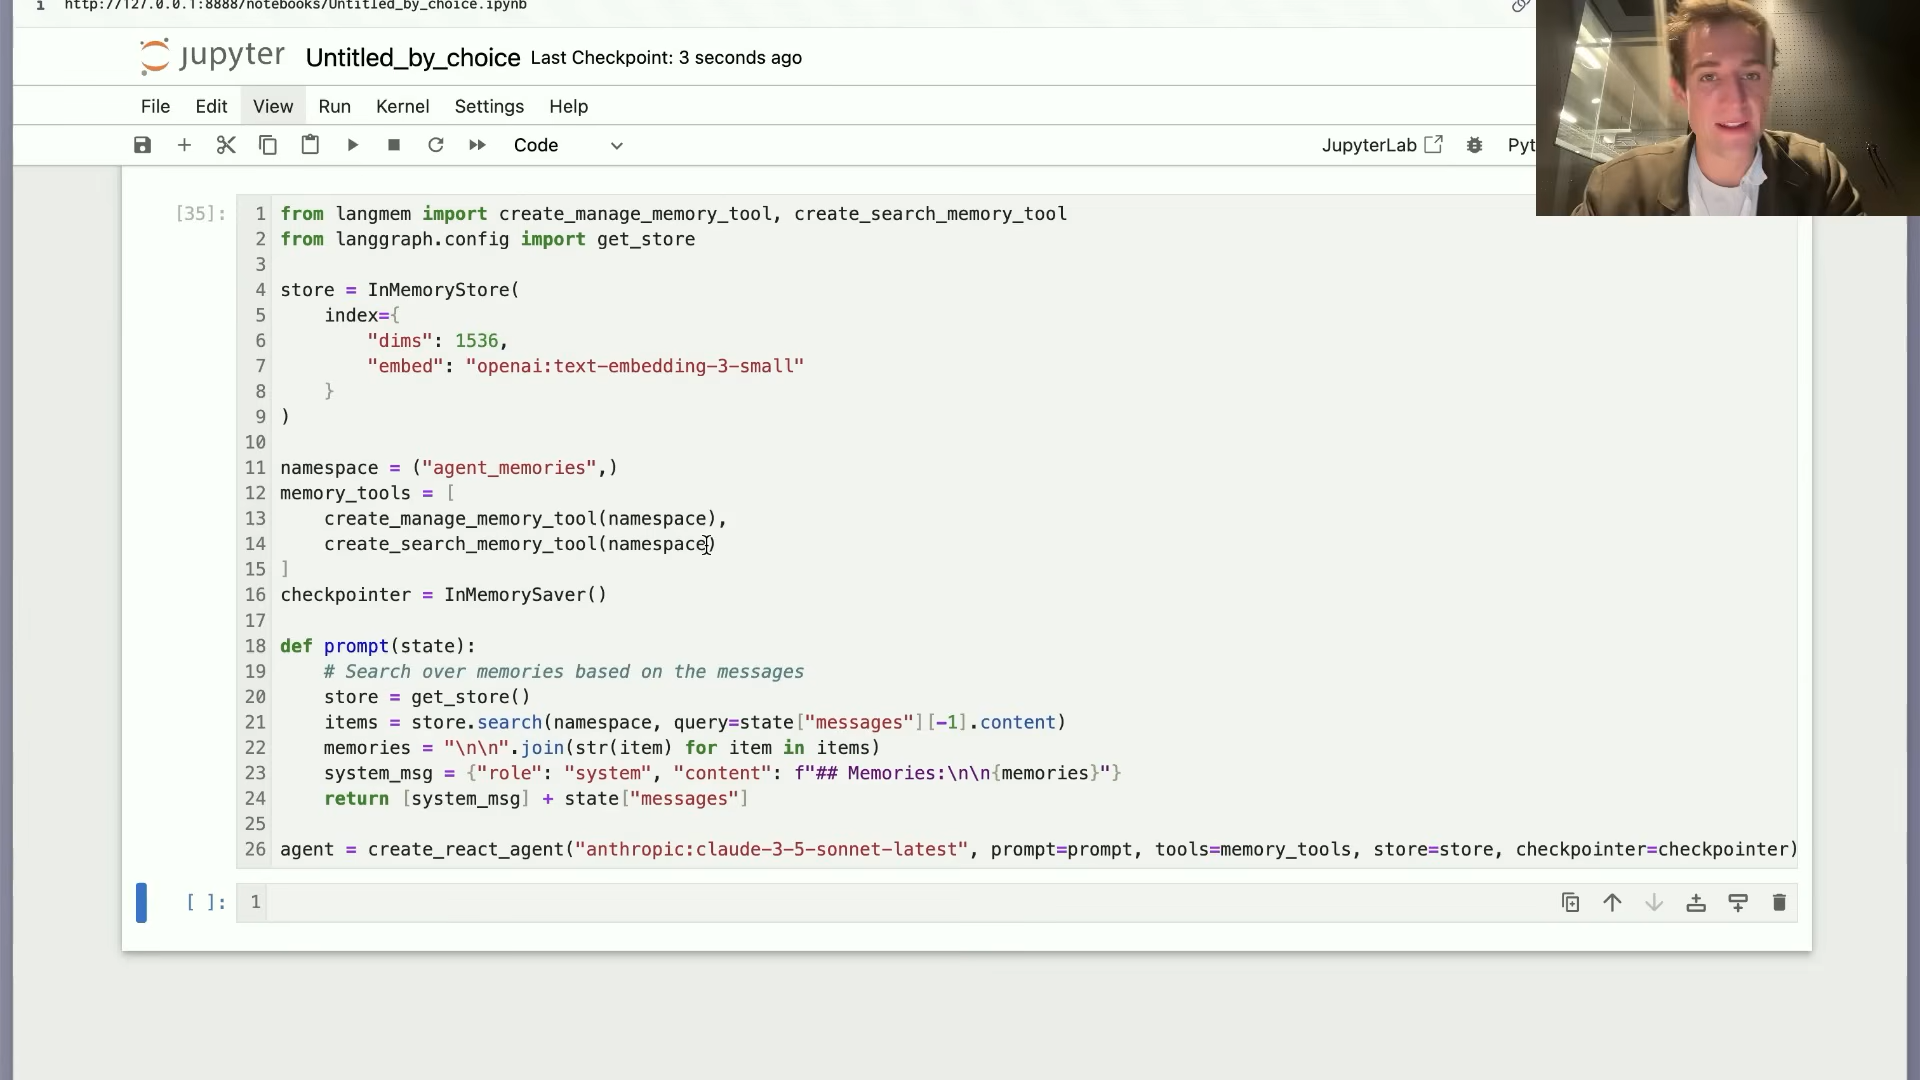 i http://127.0.0.1:8888/notebooks/Untitled_by_choice.ipynb
jupyter Untitled_by_choice Last Checkpoint: 3 seconds ago
File Edit View Run Kernel Settings Help
Code JupyterLab Pyt
[35]:
1 from langmem import create_manage_memory_tool, create_search_memory_tool
2 from langgraph.config import get_store
3
4 store = InMemoryStore(
5     index={
6         "dims": 1536,
7         "embed": "openai:text-embedding-3-small"
8     }
9 )
10
11 namespace = ("agent_memories",)
12 memory_tools = [
13     create_manage_memory_tool(namespace),
14     create_search_memory_tool(namespace)
15 ]
16 checkpointer = InMemorySaver()
17
18 def prompt(state):
19     # Search over memories based on the messages
20     store = get_store()
21     items = store.search(namespace, query=state["messages"][-1].content)
22     memories = "\n\n".join(str(item) for item in items)
23     system_msg = {"role": "system", "content": f"## Memories:\n\n{memories}"}
24     return [system_msg] + state["messages"]
25
26 agent = create_react_agent("anthropic:claude-3-5-sonnet-latest", prompt=prompt, tools=memory_tools, store=store, checkpointer=checkpointer)
[ ]: 1